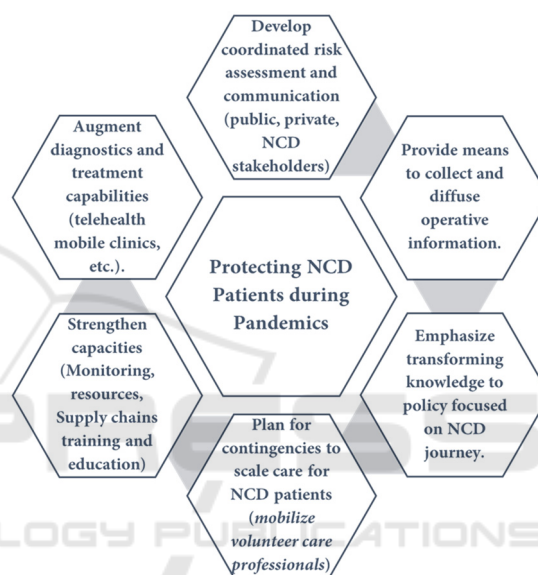 Develop
coordinated risk
assessment and
communication
(public, private,
NCD
stakeholders)
Augment
diagnostics and
treatment
capabilities
(telehealth
mobile clinics,
etc.).
Provide means
to collect and
diffuse
operative
information.
Protecting NCD
Patients during
Pandemics
Strengthen
capacities
(Monitoring,
resources,
Supply chains
training and
education)
Emphasize
transforming
knowledge to
policy focused
on NCD
journey.
Plan for
contingencies to
scale care for
NCD patients
(mobilize
volunteer care
professionals)
PRESS
LOGY PUBLICATIONS